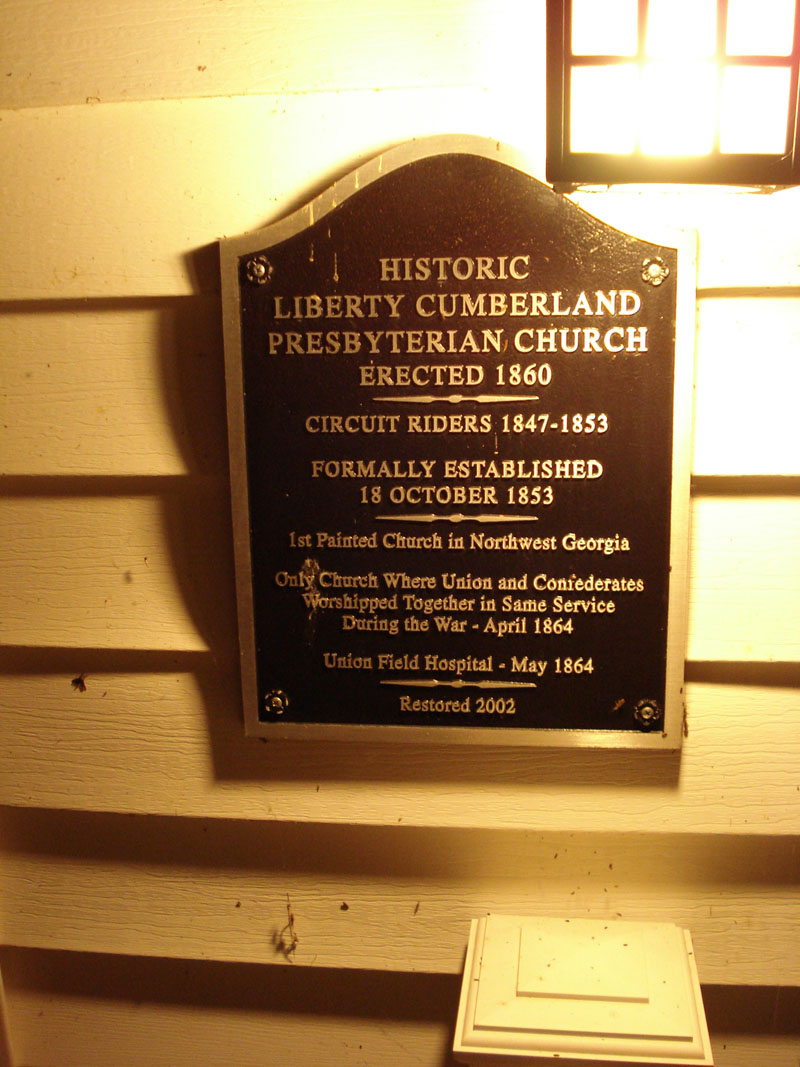 HISTORIC
LIBERTY CUMBERLAND
PRESBYTERIAN CHURCH
ERECTED 1860
CIRCUIT RIDERS 1847-1853
FORMALLY ESTABLISHED
18 OCTOBER 1853
1st Painted Church in Northwest Georgia
Only Church Where Union and Confederates
Worshipped Together in Same Service
During the War - April 1864
Union Field Hospital - May 1864
Restored 2002